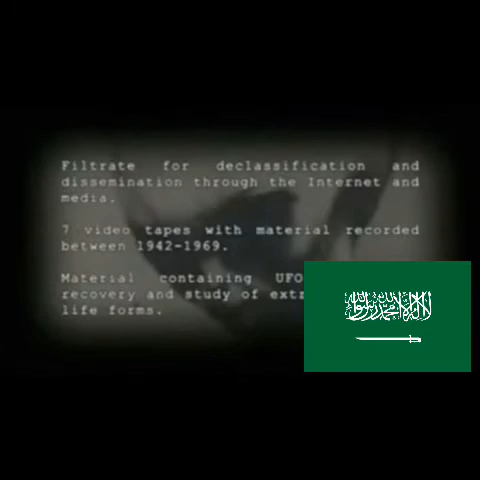 Filtrate for declassification and
dissemination through the Internet and
media.
7 video tapes with material recorded
between 1942-1969.
Material containing UFO
recovery and study of
life forms.
لا إله إلا الله محمد رسول الله